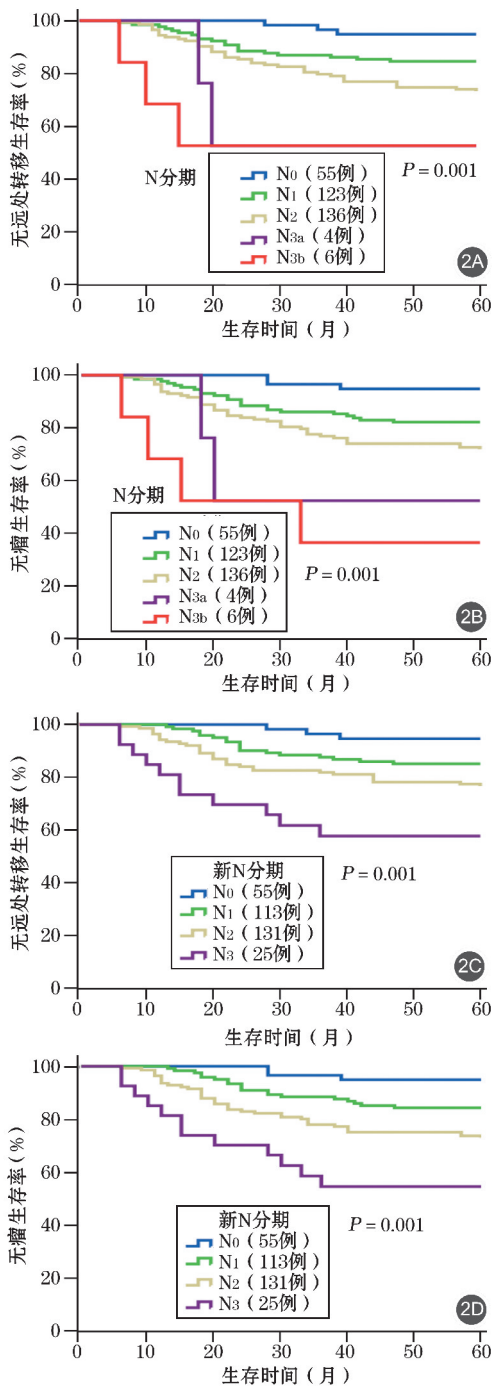 无远处转移生存率(%)
100
80
60
40
20
0
N分期
N0(55例)
N1(123例)
N2(136例)
N3a(4例)
N3b(6例)
P = 0.001
2A
0 10 20 30 40 50 60
生存时间(月)
无瘤生存率(%)
100
80
60
40
20
0
N分期
N0(55例)
N1(123例)
N2(136例)
N3a(4例)
N3b(6例)
P = 0.001
2B
0 10 20 30 40 50 60
生存时间(月)
无远处转移生存率(%)
100
80
60
40
20
0
新N分期
N0(55例)
N1(113例)
N2(131例)
N3(25例)
P = 0.001
2C
0 10 20 30 40 50 60
生存时间(月)
无瘤生存率(%)
100
80
60
40
20
0
新N分期
N0(55例)
N1(113例)
N2(131例)
N3(25例)
P = 0.001
2D
0 10 20 30 40 50 60
生存时间(月)